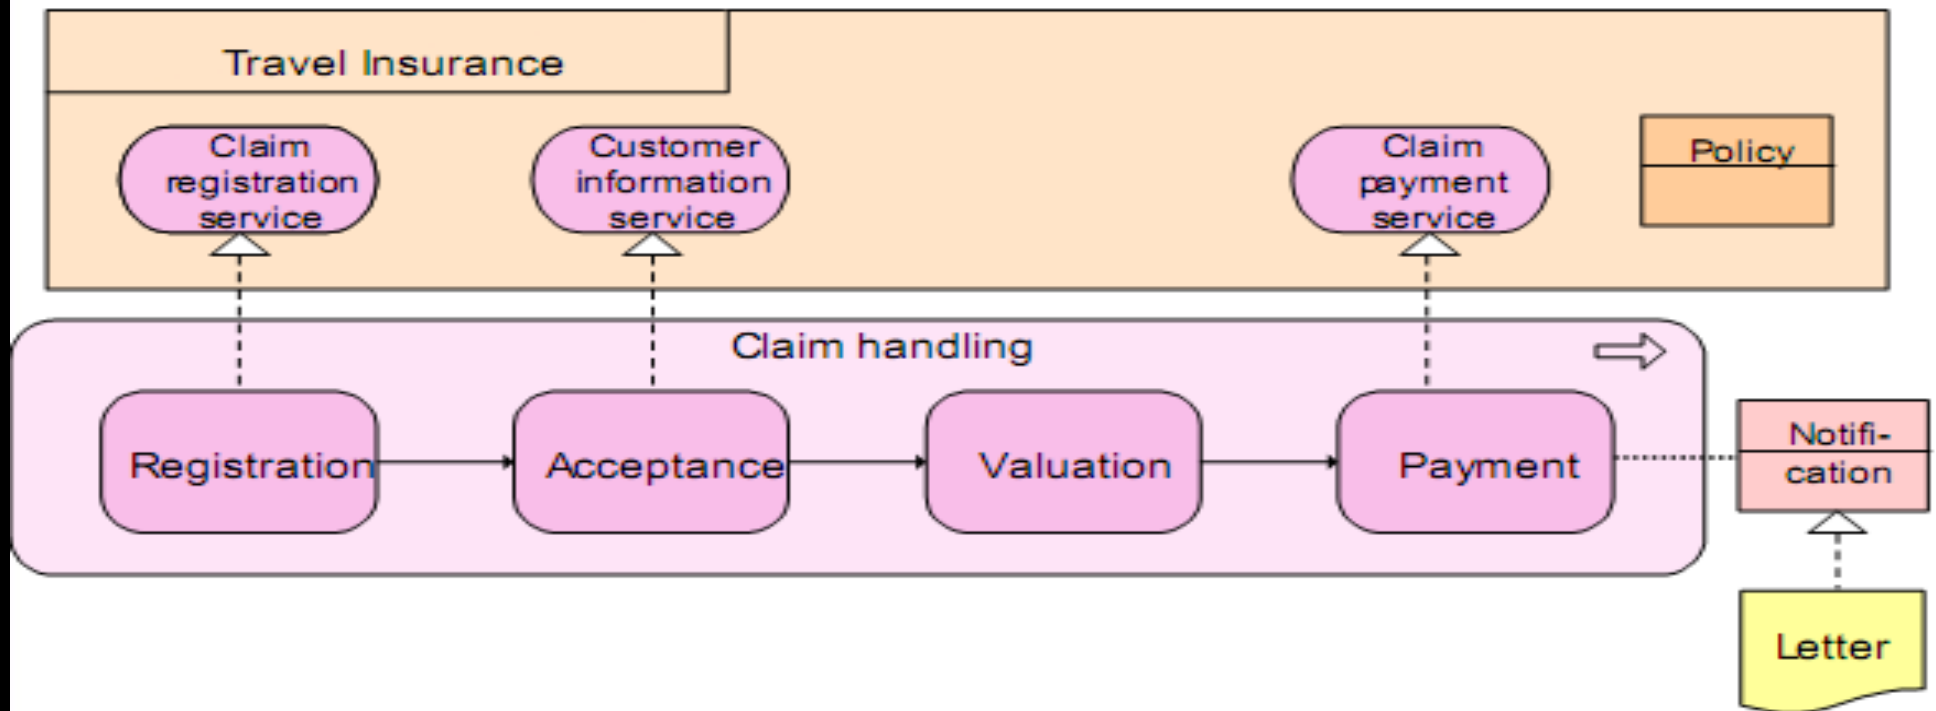 Travel Insurance
Claim
registration
service
Customer
information
service
Claim
payment
service
Policy
Claim handling
Registration
Acceptance
Valuation
Payment
Notifi-
cation
Letter